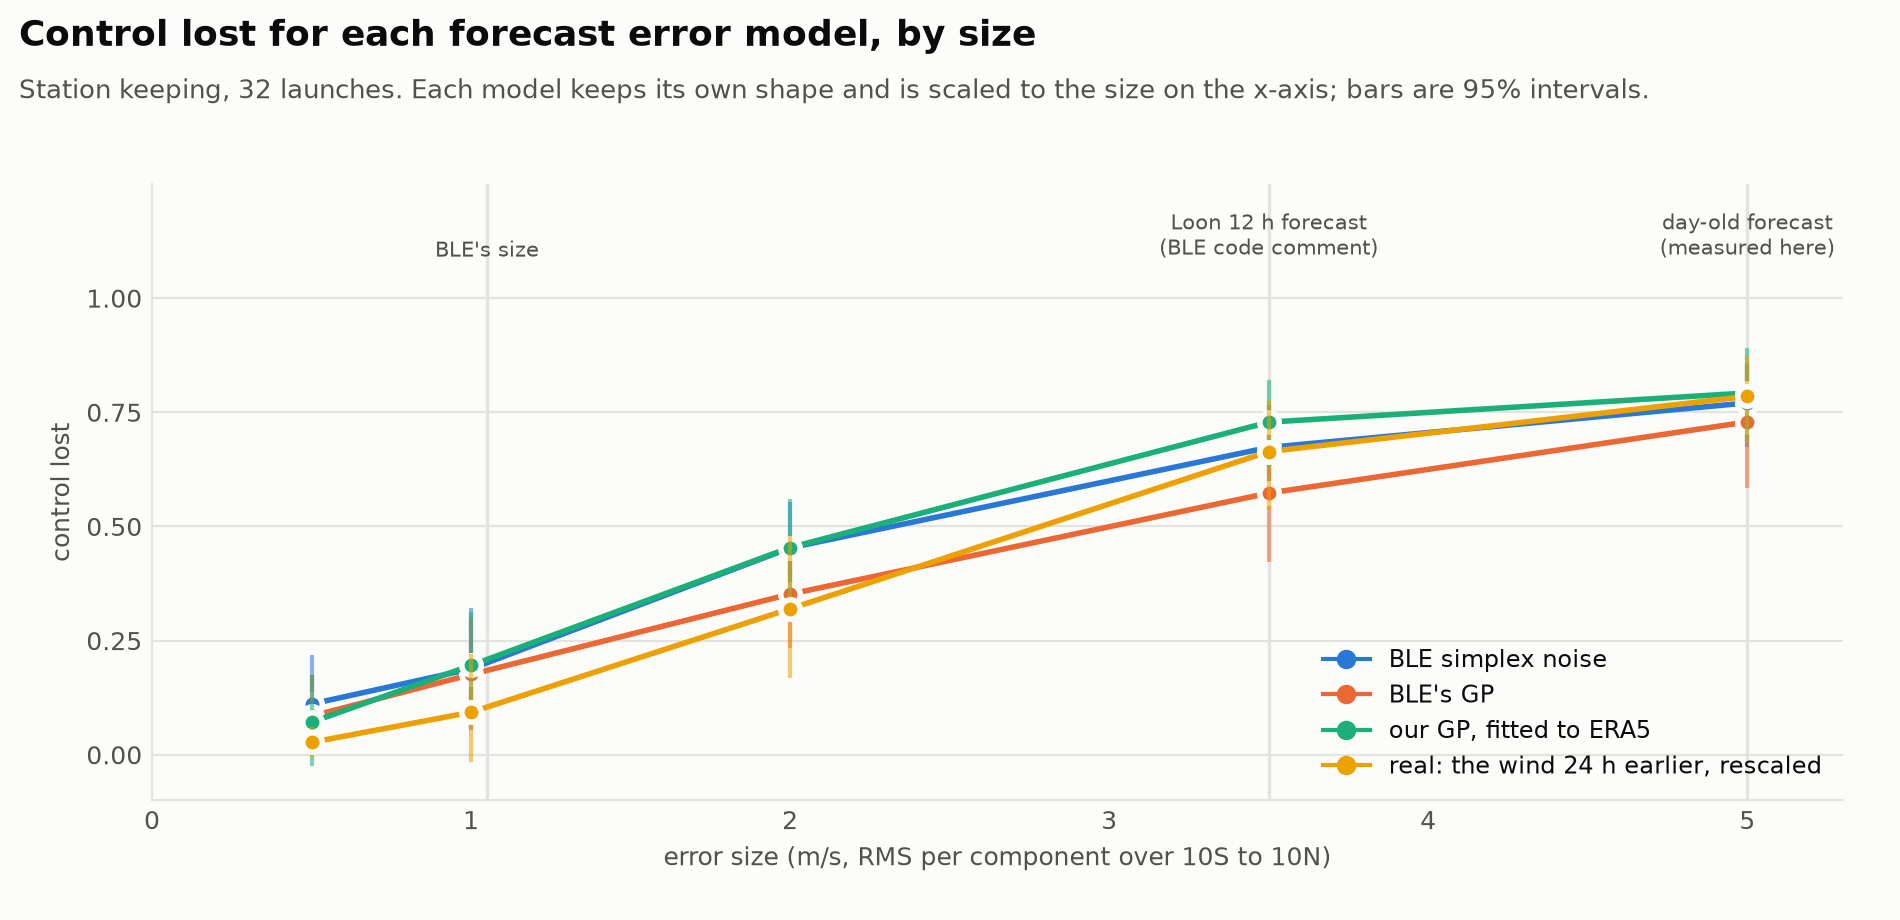 Control lost for each forecast error model, by size
Station keeping, 32 launches. Each model keeps its own shape and is scaled to the size on the x-axis; bars are 95% intervals.
BLE's size
Loon 12 h forecast
(BLE code comment)
day-old forecast
(measured here)
1.00
0.75
0.50
0.25
0.00
control lost
BLE simplex noise
BLE's GP
our GP, fitted to ERA5
real: the wind 24 h earlier, rescaled
0
1
2
3
4
5
error size (m/s, RMS per component over 10S to 10N)